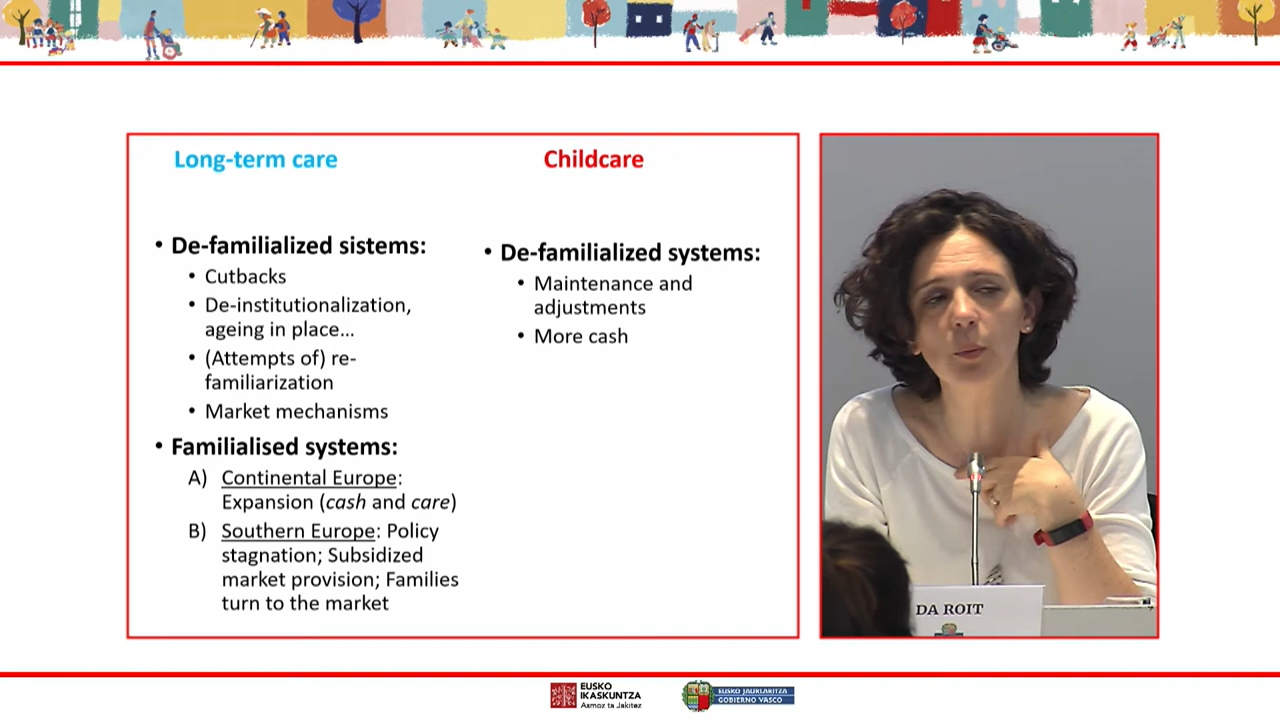 Long-term care
• De-familialized sistems:
• Cutbacks
• De-institutionalization,
ageing in place...
• (Attempts of) re-
familiarization
• Market mechanisms
• Familialised systems:
A) Continental Europe:
Expansion (cash and care)
B) Southern Europe: Policy
stagnation; Subsidized
market provision; Families
turn to the market
Childcare
• De-familialized systems:
• Maintenance and
adjustments
• More cash
DA ROIT
EUSKO
IKASKUNTZA
Asmoz ta Jakitez
EUSKO JAURLARITZA
GOBIERNO VASCO